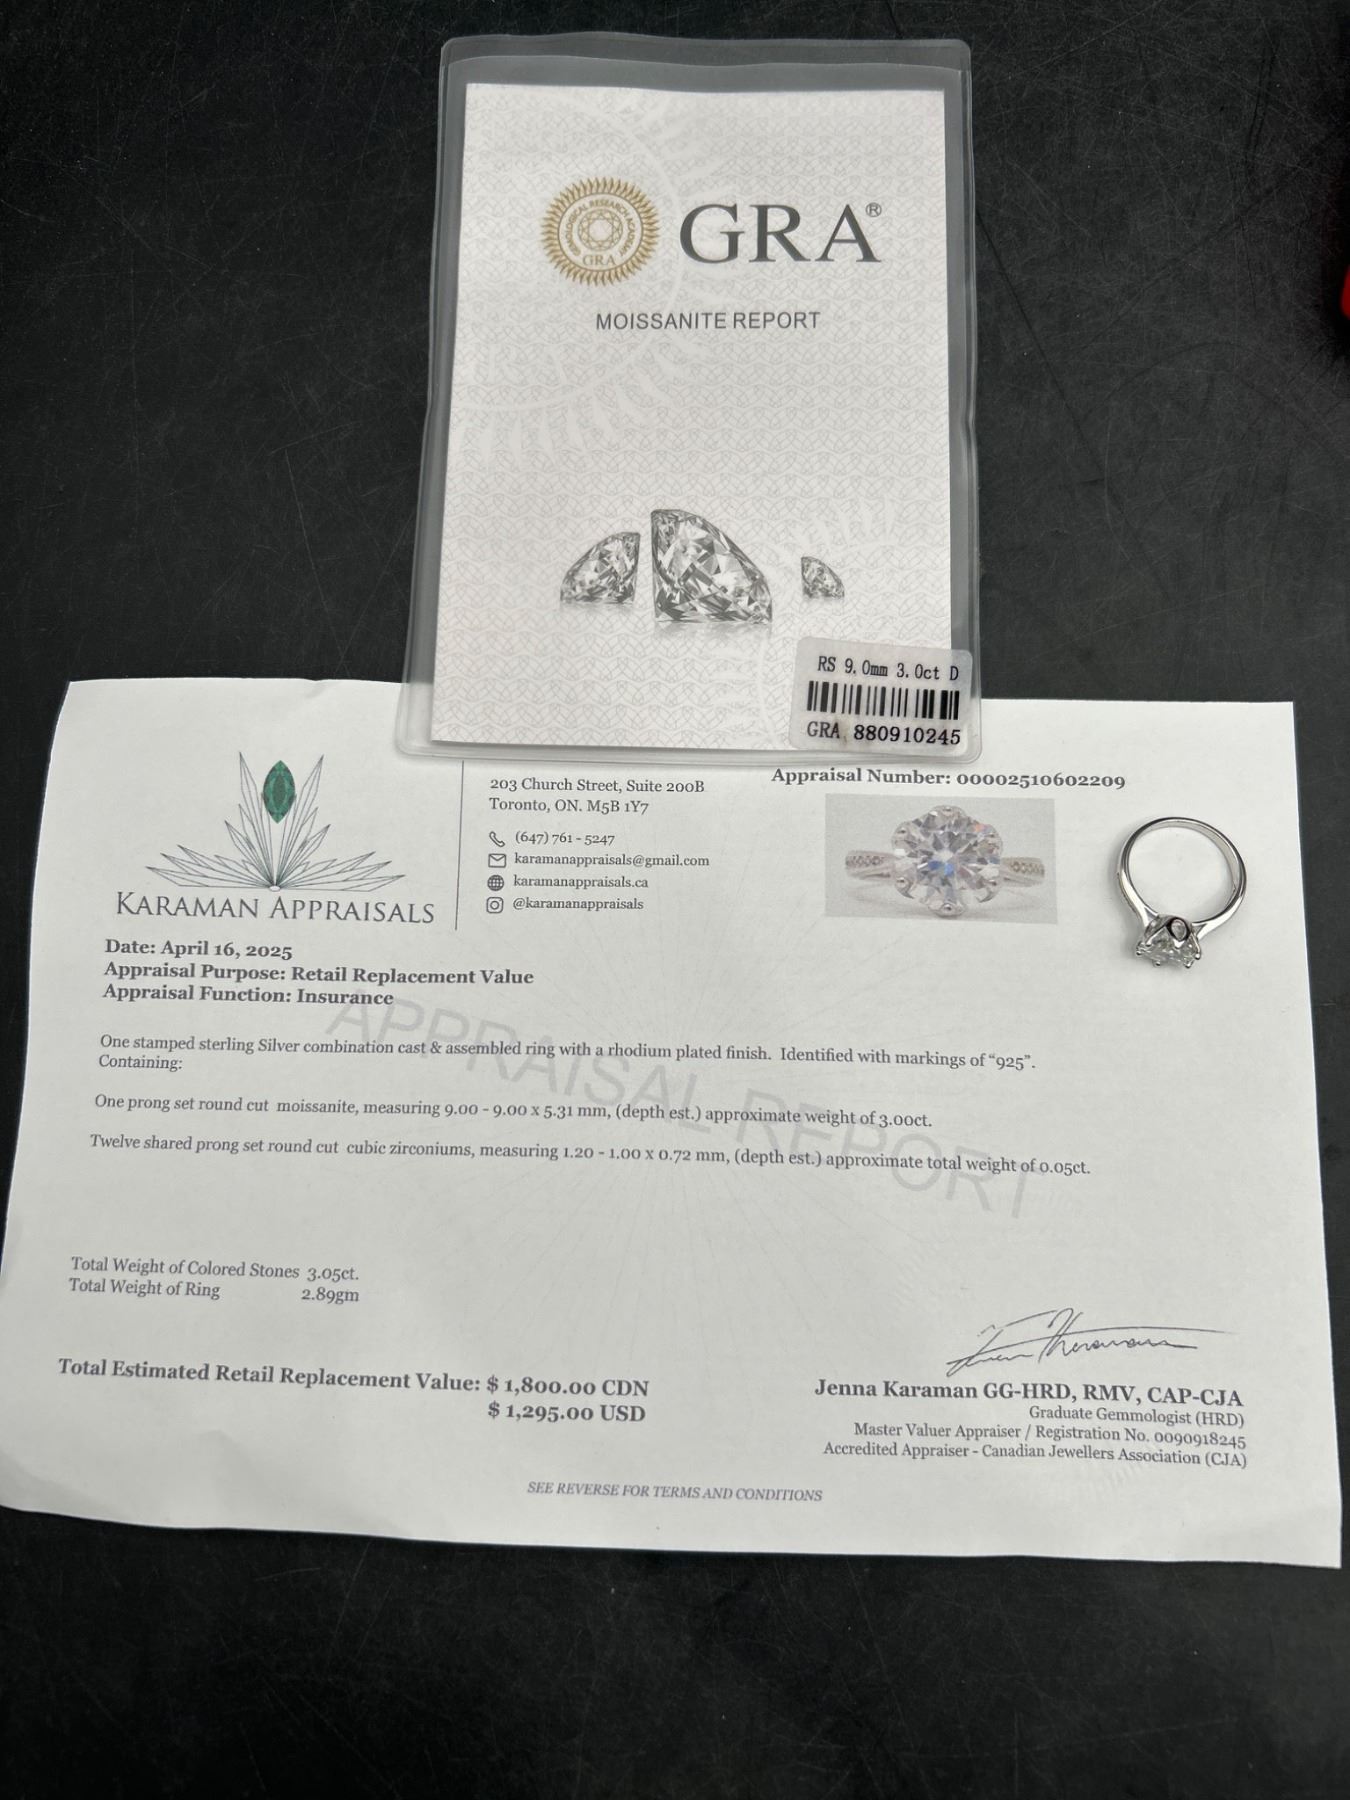 GEMOLOGICAL RESEARCH ACADEMY
GRA
GRA®
MOISSANITE REPORT
RS 9.0mm 3.0ct D
GRA 880910245
KARAMAN APPRAISALS
203 Church Street, Suite 200B
Toronto, ON. M5B 1Y7
(647) 761 - 5247
karamanappraisals@gmail.com
karamanappraisals.ca
@karamanappraisals
Appraisal Number: 00002510602209
Date: April 16, 2025
Appraisal Purpose: Retail Replacement Value
Appraisal Function: Insurance
APPRAISAL REPORT
One stamped sterling Silver combination cast & assembled ring with a rhodium plated finish. Identified with markings of “925”.
Containing:
One prong set round cut moissanite, measuring 9.00 - 9.00 x 5.31 mm, (depth est.) approximate weight of 3.00ct.
Twelve shared prong set round cut cubic zirconiums, measuring 1.20 - 1.00 x 0.72 mm, (depth est.) approximate total weight of 0.05ct.
Total Weight of Colored Stones 3.05ct.
Total Weight of Ring 2.89gm
Total Estimated Retail Replacement Value: $ 1,800.00 CDN
$ 1,295.00 USD
Jenna Karaman GG-HRD, RMV, CAP-CJA
Graduate Gemmologist (HRD)
Master Valuer Appraiser / Registration No. 0090918245
Accredited Appraiser - Canadian Jewellers Association (CJA)
SEE REVERSE FOR TERMS AND CONDITIONS